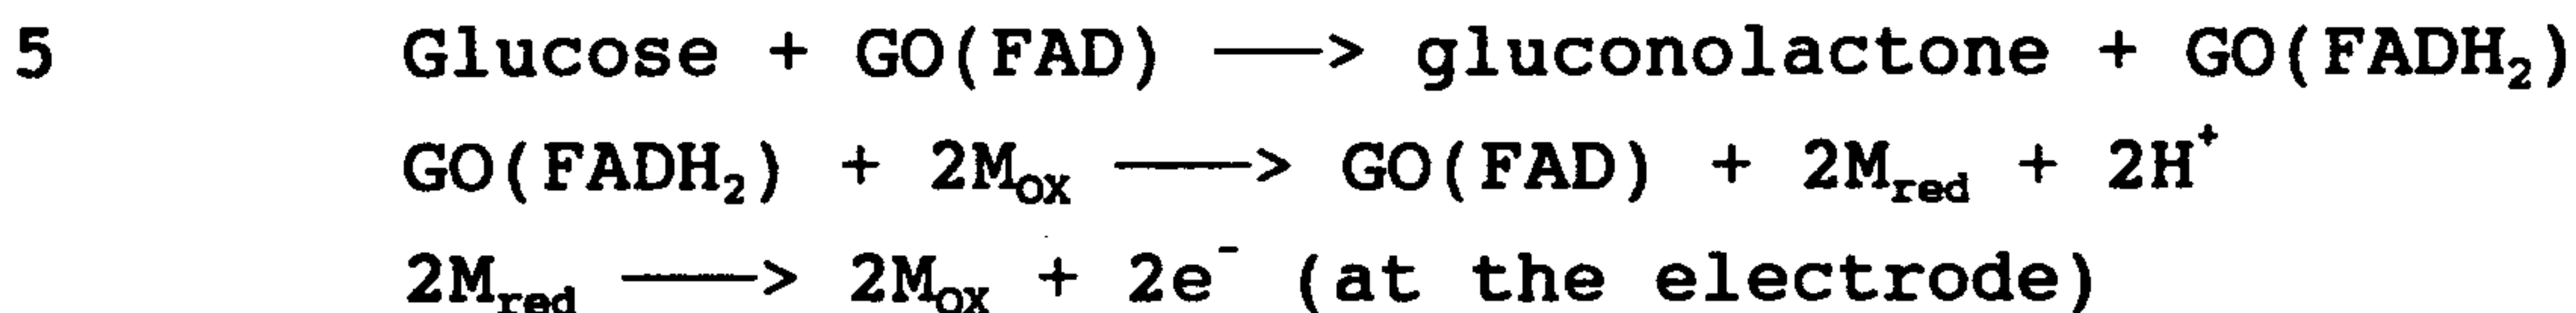 5 Glucose + GO(FAD) ―> gluconolactone + GO(FADH₂)
GO(FADH₂) + 2Mox ―> GO(FAD) + 2Mred + 2H⁺
2Mred ―> 2Mox + 2e⁻ (at the electrode)